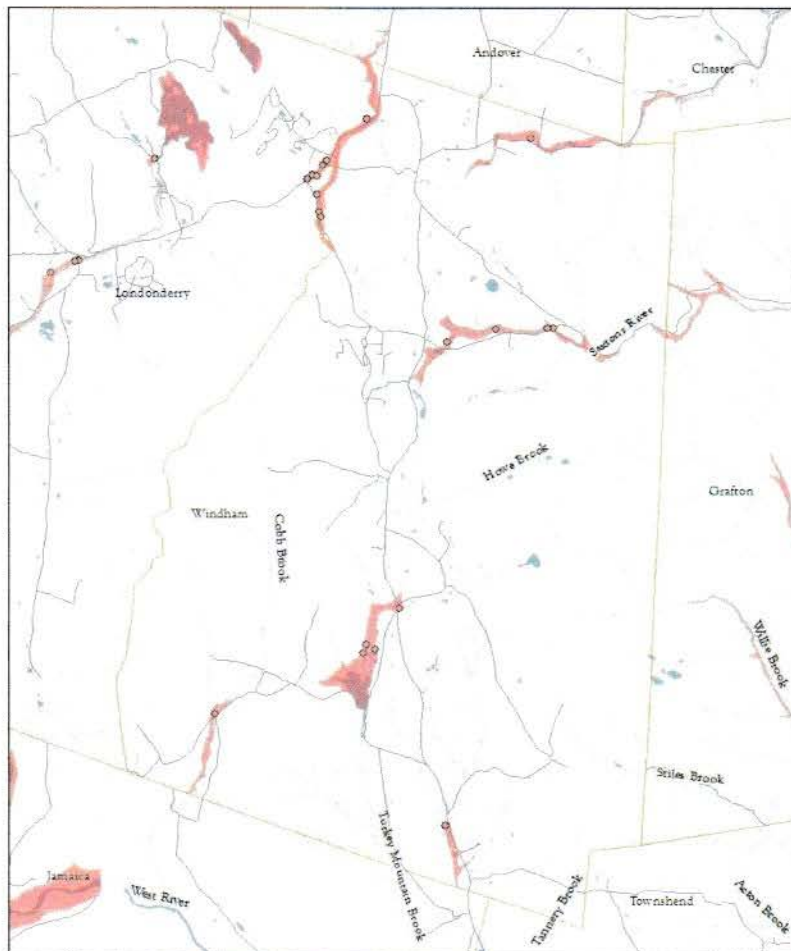 Andover
Chester
Londonderry
Saxtons River
Howe Brook
Grafton
Windham
Cobb Brook
Willie Brook
Stiles Brook
Turkey Mountain Brook
Jamaica
West River
Tannery Brook
Townshend
Acton Brook